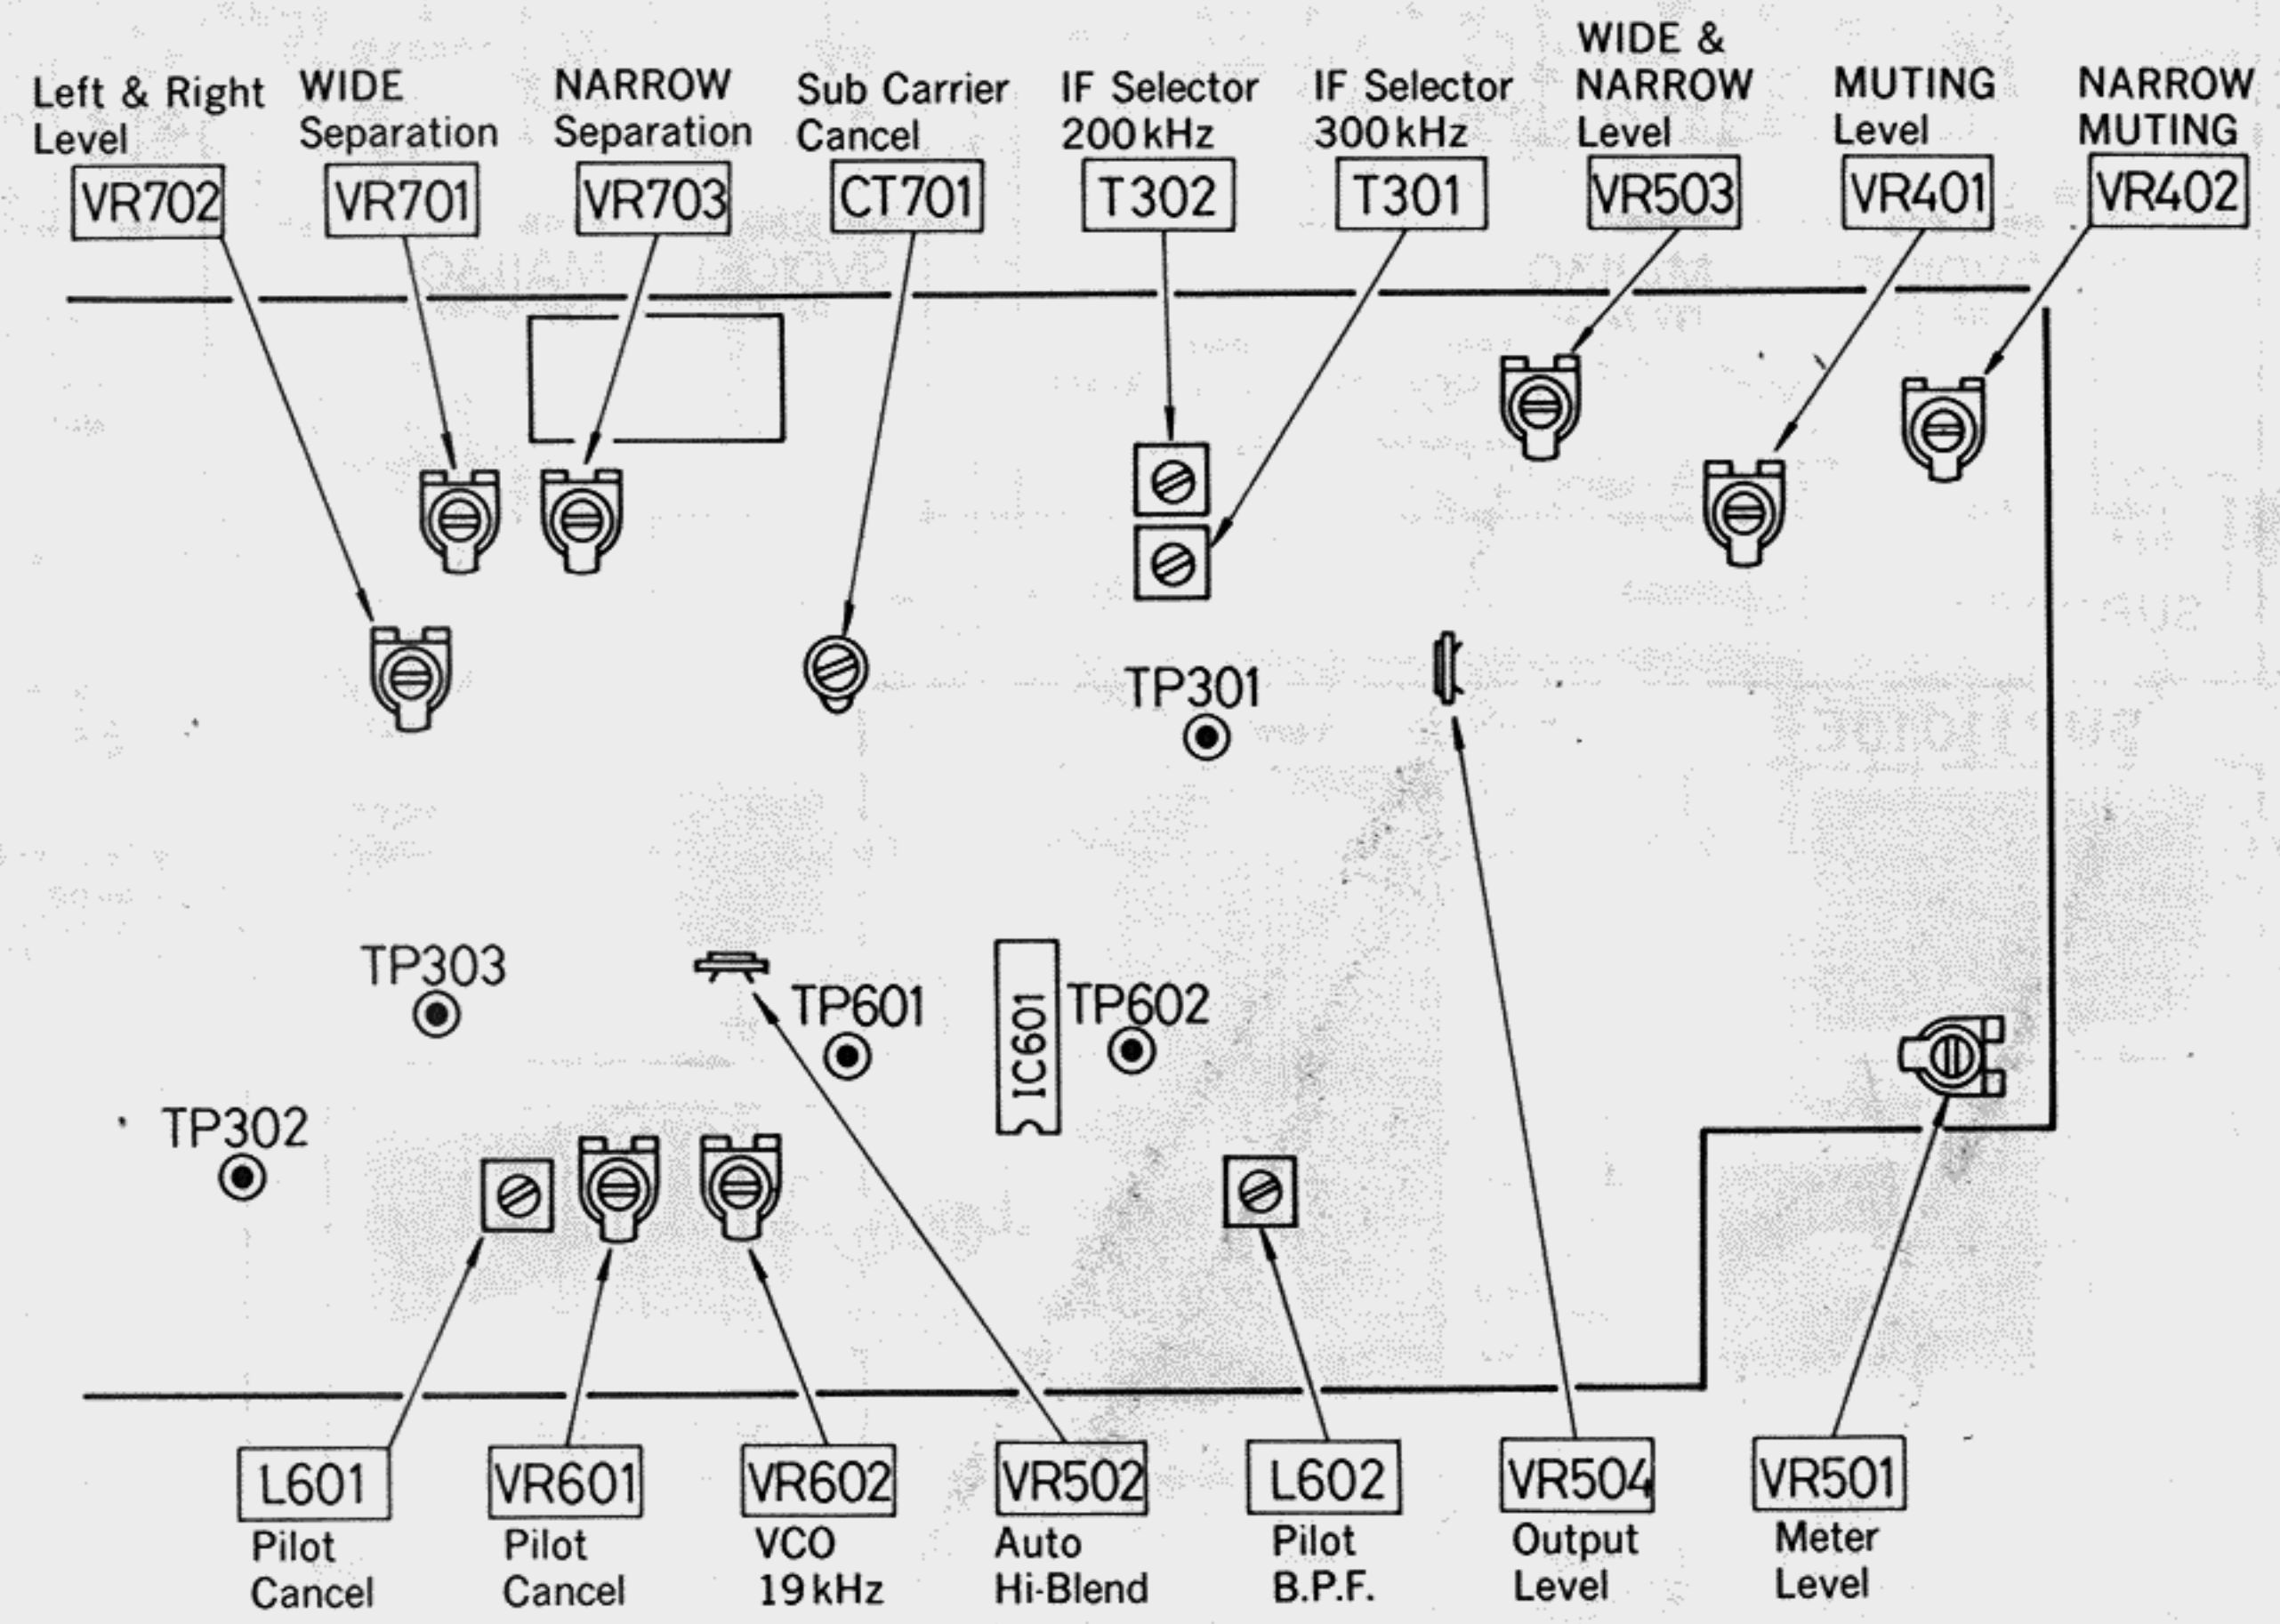 Left & Right
Level
VR702
WIDE
Separation
VR701
NARROW
Separation
VR703
Sub Carrier
Cancel
CT701
IF Selector
200 kHz
T302
IF Selector
300 kHz
T301
WIDE &
NARROW
Level
VR503
MUTING
Level
VR401
NARROW
MUTING
VR402
TP301
TP303
TP601
IC601
TP602
TP302
L601
Pilot
Cancel
VR601
Pilot
Cancel
VR602
VCO
19 kHz
VR502
Auto
Hi-Blend
L602
Pilot
B.P.F.
VR504
Output
Level
VR501
Meter
Level